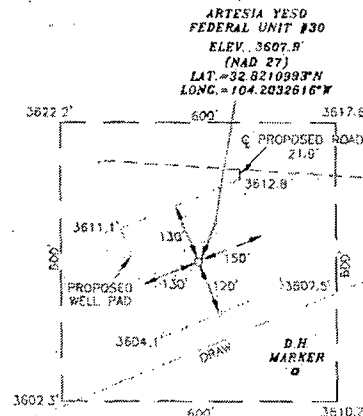 ARTESIA YESO
FEDERAL UNIT #30
ELEV. 3607.9'
(NAD 27)
LAT.=32.8210993°N
LONG.=104.2032616°W
3622.2'
600'
3617.6
℄ PROPOSED ROAD
21.9'
3612.8'
3611.1'
130'
150'
600'
600'
PROPOSED
WELL PAD
130'
120'
3607.5'
3604.1'
DRAW
D.H.
MARKER
3602.3'
600'
3610.7